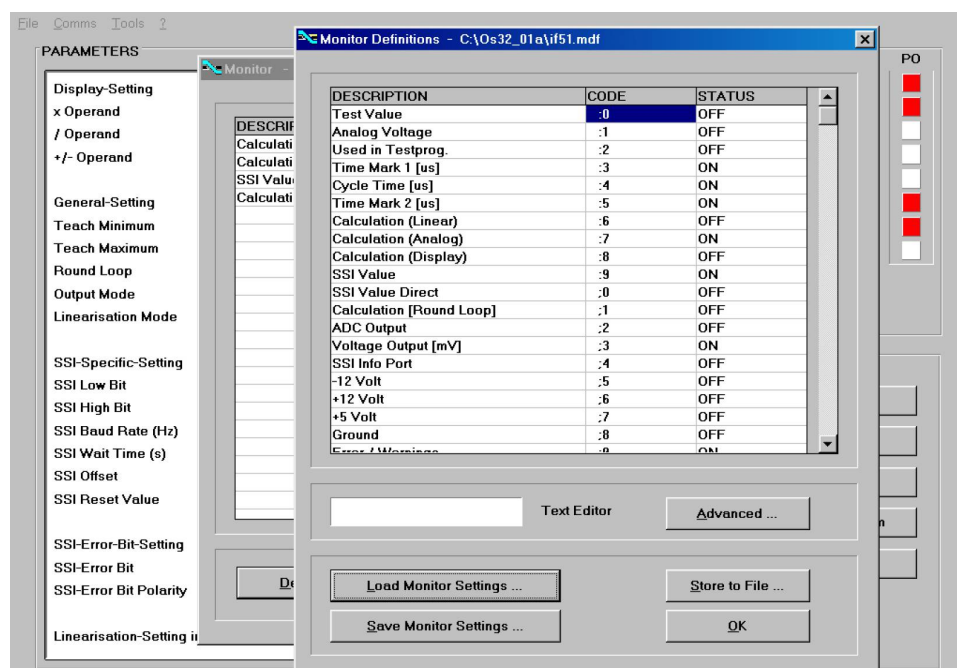 File Comms Tools ?
PARAMETERS
Display-Setting
x Operand
/ Operand
+/- Operand
General-Setting
Teach Minimum
Teach Maximum
Round Loop
Output Mode
Linearisation Mode
SSI-Specific-Setting
SSI Low Bit
SSI High Bit
SSI Baud Rate (Hz)
SSI Wait Time (s)
SSI Offset
SSI Reset Value
SSI-Error-Bit-Setting
SSI-Error Bit
SSI-Error Bit Polarity
Linearisation-Setting
Monitor -
SSI
Monitor Definitions - C:\Os32_01a\if51.mdf
DESCRIPTION CODE STATUS
Test Value :0 OFF
Analog Voltage :1 OFF
Used in Testprog. :2 OFF
Time Mark 1 [us] :3 ON
Cycle Time [us] :4 ON
Time Mark 2 [us] :5 ON
Calculation (Linear) :6 OFF
Calculation (Analog) :7 ON
Calculation (Display) :8 OFF
SSI Value :9 ON
SSI Value Direct ;0 OFF
Calculation [Round Loop] ;1 OFF
ADC Output ;2 OFF
Voltage Output [mV] ;3 ON
SSI Info Port ;4 OFF
-12 Volt ;5 OFF
+12 Volt ;6 OFF
+5 Volt ;7 OFF
Ground ;8 OFF
Error / Warnings ;9 ON
Text Editor
Advanced ...
Load Monitor Settings ...
Store to File ...
Save Monitor Settings ...
OK
PO